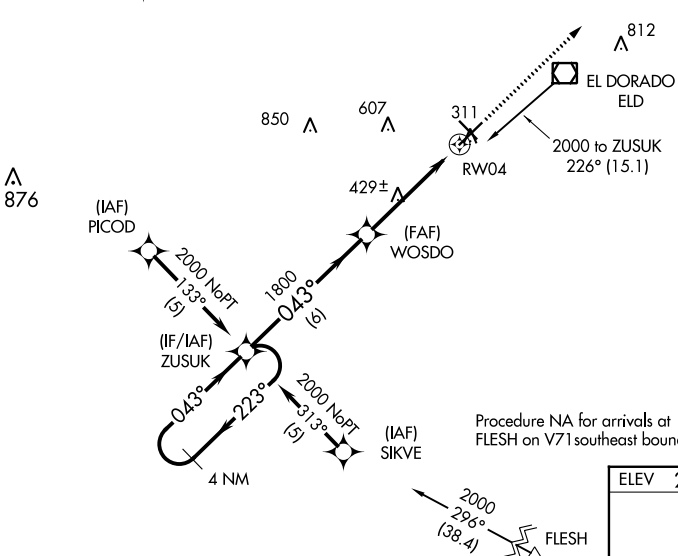 812
EL DORADO
ELD
850
607
311
RW04
2000 to ZUSUK
226° (15.1)
876
429±
(IAF)
PICOD
(FAF)
WOSDO
2000 NoPT
133°
(5)
1800
043°
(6)
(IF/IAF)
ZUSUK
043°
223°
2000 NoPT
313°
(5)
(IAF)
SIKVE
4 NM
Procedure NA for arrivals at
FLESH on V71 southeast
ELEV
2000
296°
(38.4)
FLESH